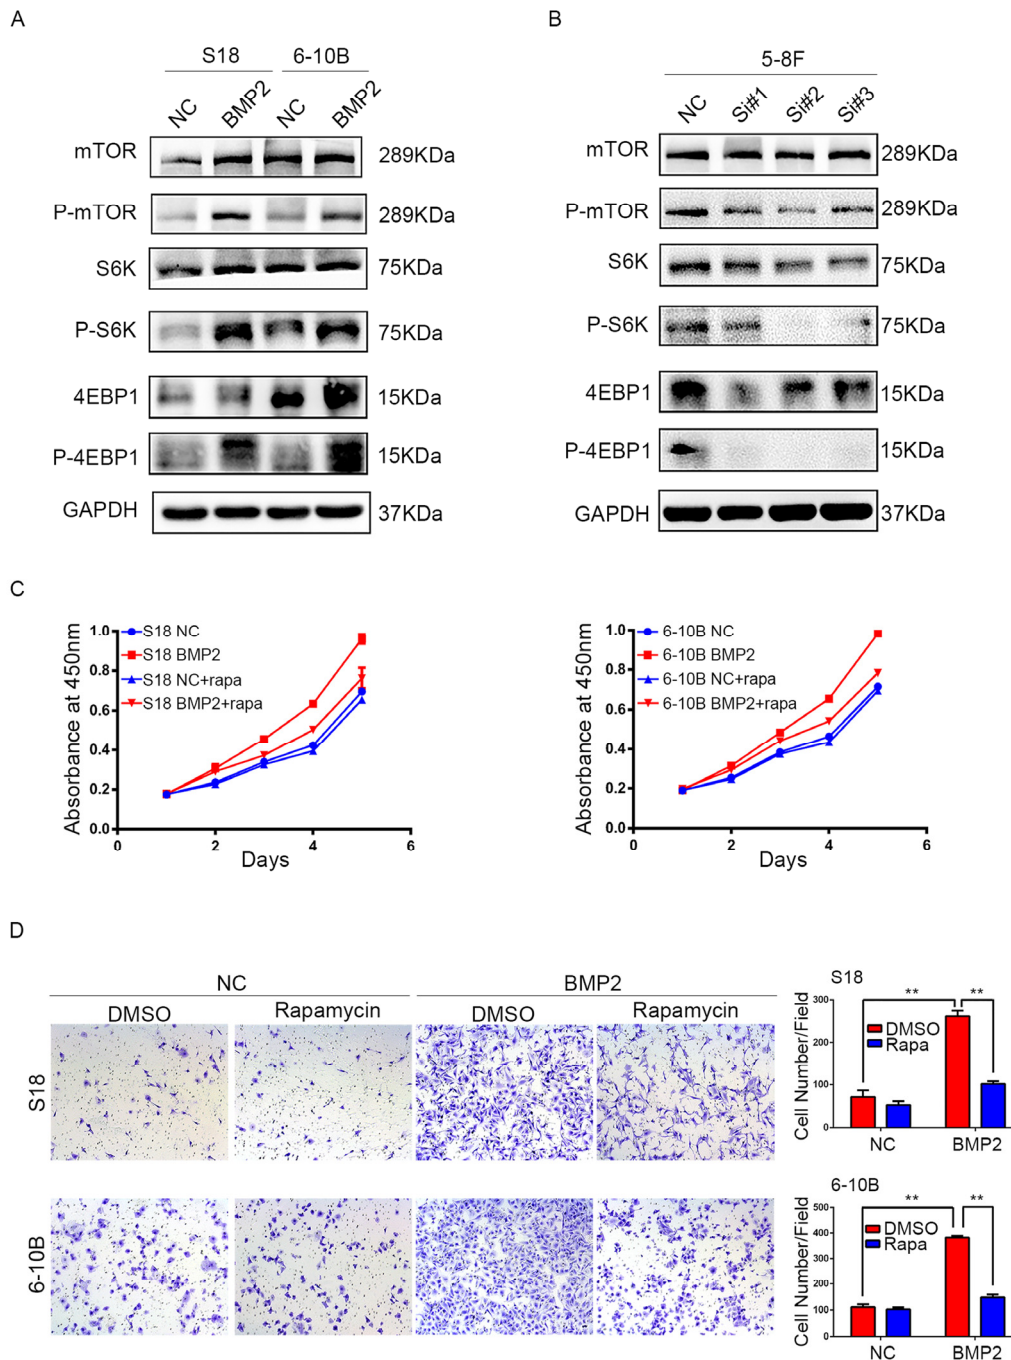 A
S18 6-10B
NC BMP2 NC BMP2
mTOR 289KDa
P-mTOR 289KDa
S6K 75KDa
P-S6K 75KDa
4EBP1 15KDa
P-4EBP1 15KDa
GAPDH 37KDa
B
5-8F
NC Si#1 Si#2 Si#3
mTOR 289KDa
P-mTOR 289KDa
S6K 75KDa
P-S6K 75KDa
4EBP1 15KDa
P-4EBP1 15KDa
GAPDH 37KDa
C
Absorbance at 450nm
1.0
0.8
0.6
0.4
0.2
0.0
S18 NC
S18 BMP2
S18 NC+rapa
S18 BMP2+rapa
0 2 4 6
Days
Absorbance at 450nm
1.0
0.8
0.6
0.4
0.2
0.0
6-10B NC
6-10B BMP2
6-10B NC+rapa
6-10B BMP2+rapa
0 2 4 6
Days
D
NC BMP2
DMSO Rapamycin DMSO Rapamycin
S18
6-10B
S18
Cell Number/Field
300
200
100
0
** **
DMSO
Rapa
NC BMP2
6-10B
Cell Number/Field
500
400
300
200
100
0
** **
DMSO
Rapa
NC BMP2